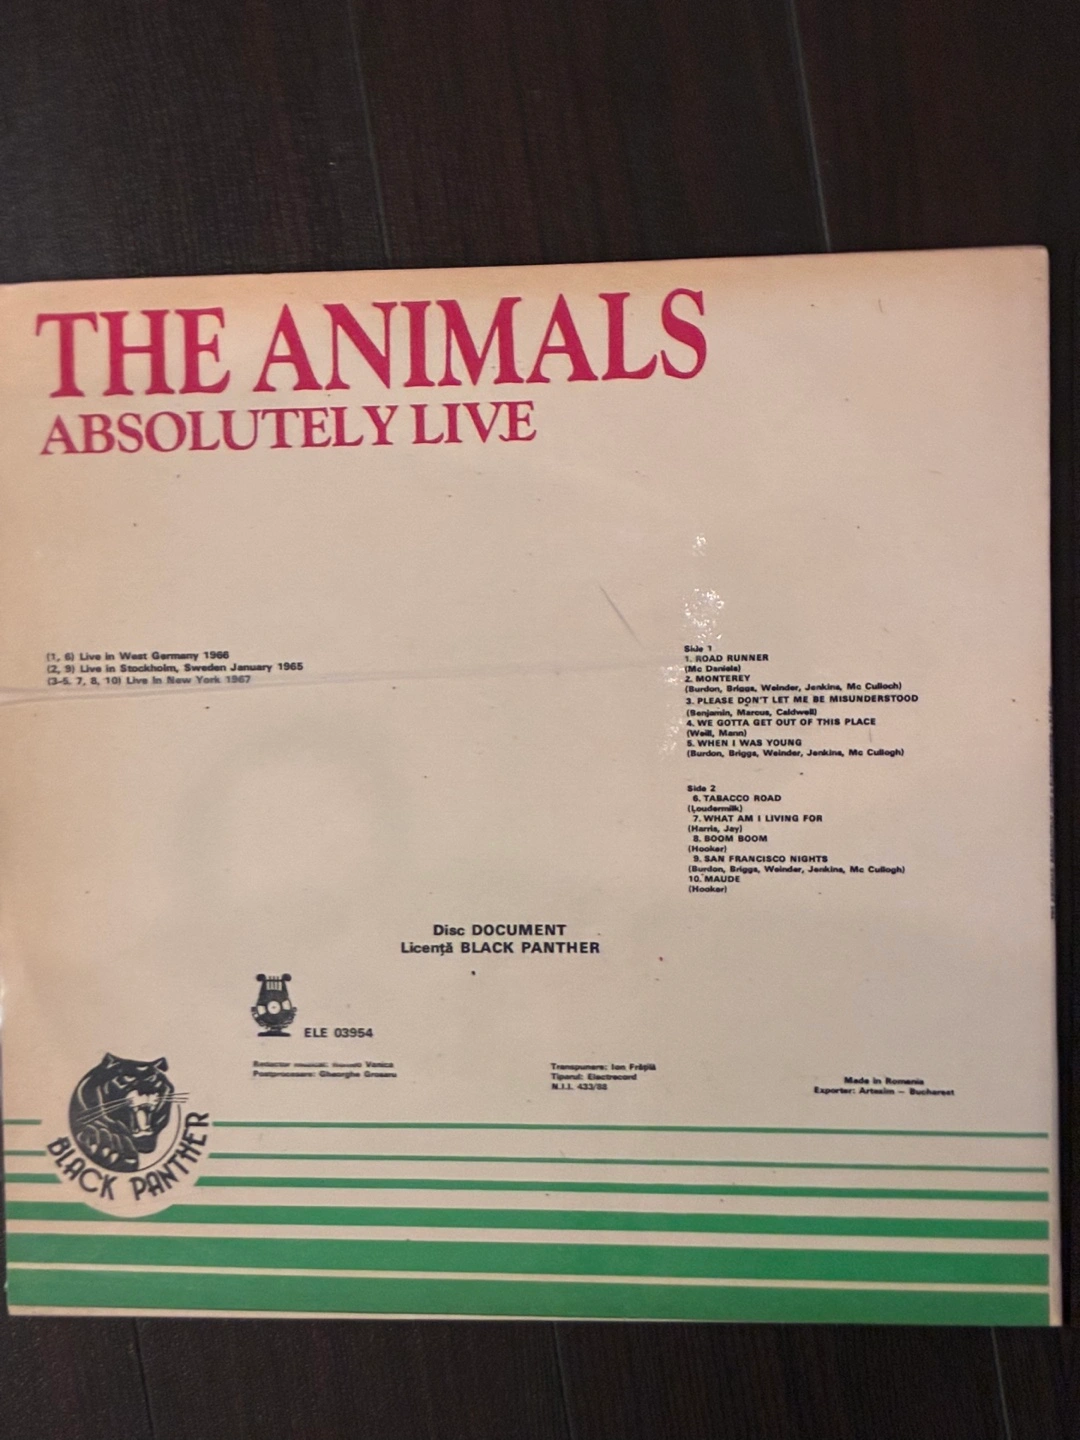 THE ANIMALS
ABSOLUTELY LIVE
(1, 6) Live in West Germany 1966
(2, 9) Live in Stockholm, Sweden January 1965
(3-5, 7, 8, 10) Live In New York 1967
Side 1
1. ROAD RUNNER
(Mc Daniels)
2. MONTEREY
(Burdon, Briggs, Weinder, Jenkins, Mc Culloch)
3. PLEASE DON'T LET ME BE MISUNDERSTOOD
(Benjamin, Marcus, Caldwell)
4. WE GOTTA GET OUT OF THIS PLACE
(Weill, Mann)
5. WHEN I WAS YOUNG
(Burdon, Briggs, Weinder, Jenkins, Mc Cullogh)
Side 2
6. TABACCO ROAD
(Loudermilk)
7. WHAT AM I LIVING FOR
(Harris, Jay)
8. BOOM BOOM
(Hooker)
9. SAN FRANCISCO NIGHTS
(Burdon, Briggs, Weinder, Jenkins, Mc Cullogh)
10. MAUDE
(Hooker)
Disc DOCUMENT
Licență BLACK PANTHER
ELE 03954
Redactor muzical: Vanica
Postprocesare: Gheorghe Grosaru
Transpunere: Ion Frățilă
Tiparul: Electrecord
N.I.I. 433/88
Made in Romania
Exporter: Artexim – Bucharest
BLACK PANTHER